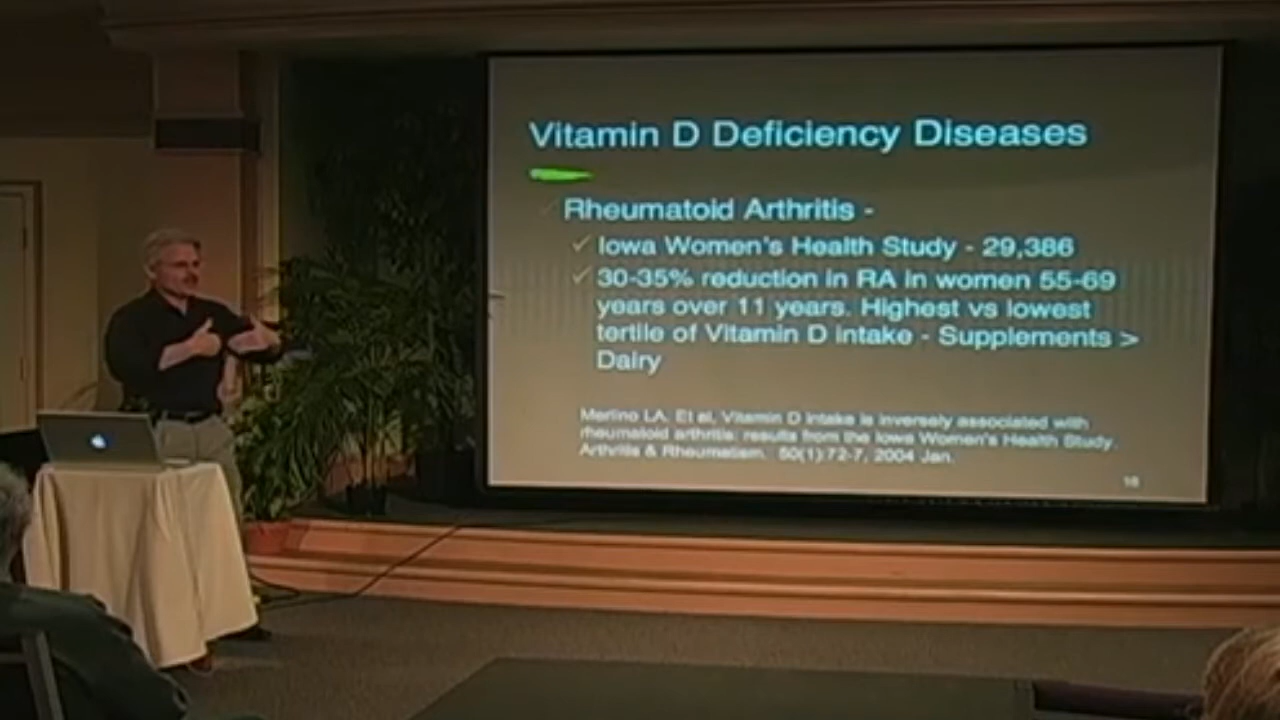 Vitamin D Deficiency Diseases
Rheumatoid Arthritis -
Iowa Women's Health Study - 29,386
30-35% reduction in RA in women 55-69
years over 11 years. Highest vs lowest
tertile of Vitamin D intake - Supplements >
Dairy
Merlino LA. Et al, Vitamin D intake is inversely associated with
rheumatoid arthritis: results from the Iowa Women's Health Study.
Arthritis & Rheumatism. 50(1):72-7, 2004 Jan.